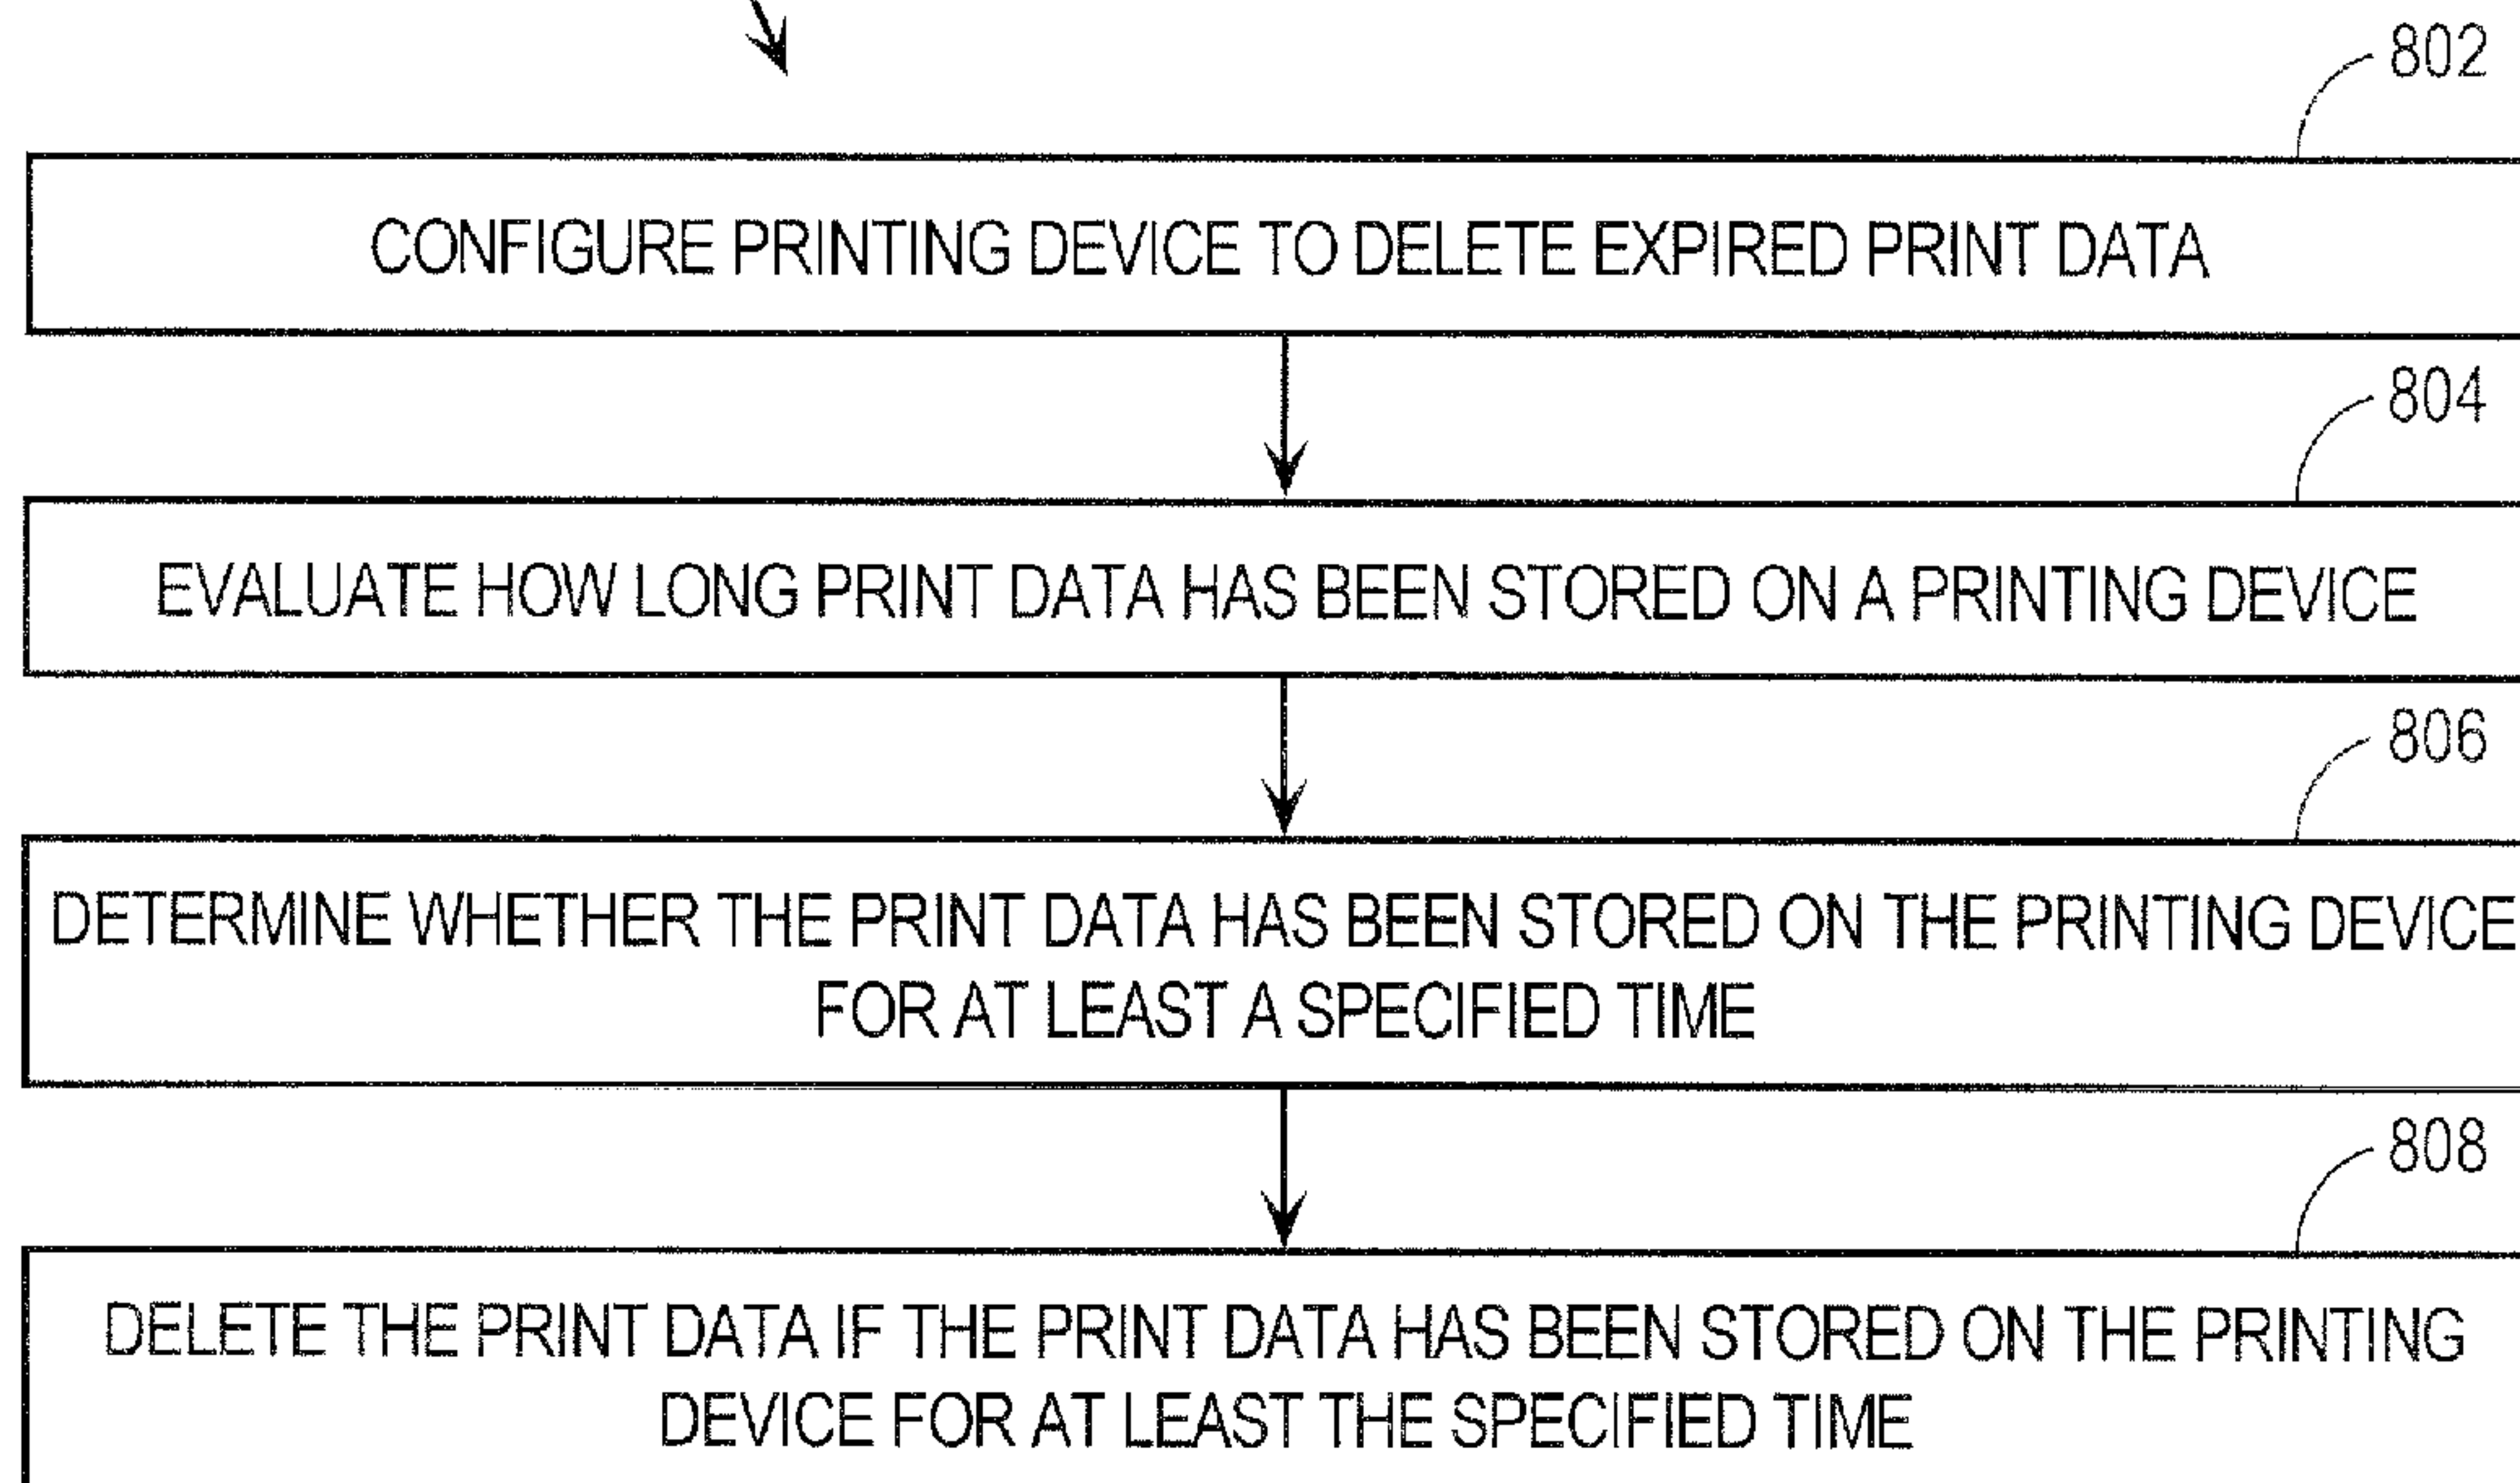 802
CONFIGURE PRINTING DEVICE TO DELETE EXPIRED PRINT DATA
804
EVALUATE HOW LONG PRINT DATA HAS BEEN STORED ON A PRINTING DEVICE
806
DETERMINE WHETHER THE PRINT DATA HAS BEEN STORED ON THE PRINTING DEVICE
FOR AT LEAST A SPECIFIED TIME
808
DELETE THE PRINT DATA IF THE PRINT DATA HAS BEEN STORED ON THE PRINTING
DEVICE FOR AT LEAST THE SPECIFIED TIME